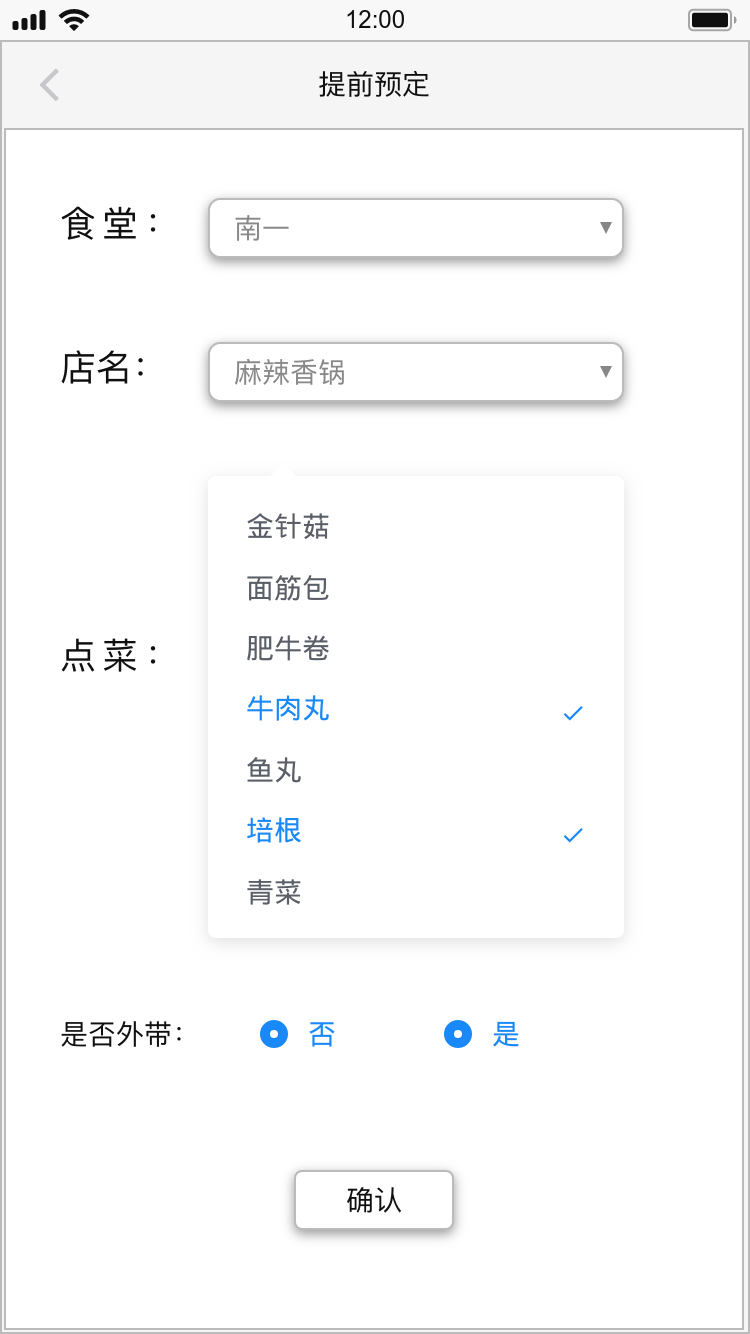 12:00
提前预定
食 堂 ：
南一
店名：
麻辣香锅
金针菇
面筋包
肥牛卷
点 菜 ：
牛肉丸
鱼丸
培根
青菜
是否外带： 否 是
确认